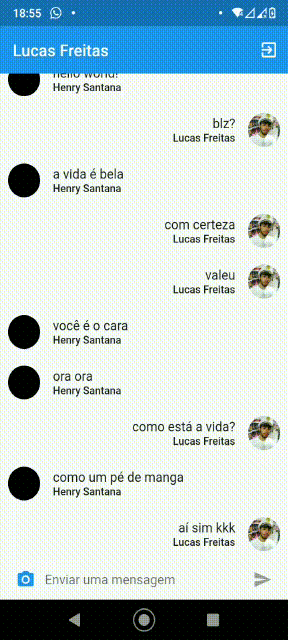 18:55
Lucas Freitas
hello world!
Henry Santana
blz?
Lucas Freitas
a vida é bela
Henry Santana
com certeza
Lucas Freitas
valeu
Lucas Freitas
você é o cara
Henry Santana
ora ora
Henry Santana
como está a vida?
Lucas Freitas
como um pé de manga
Henry Santana
aí sim kkk
Lucas Freitas
Enviar uma mensagem